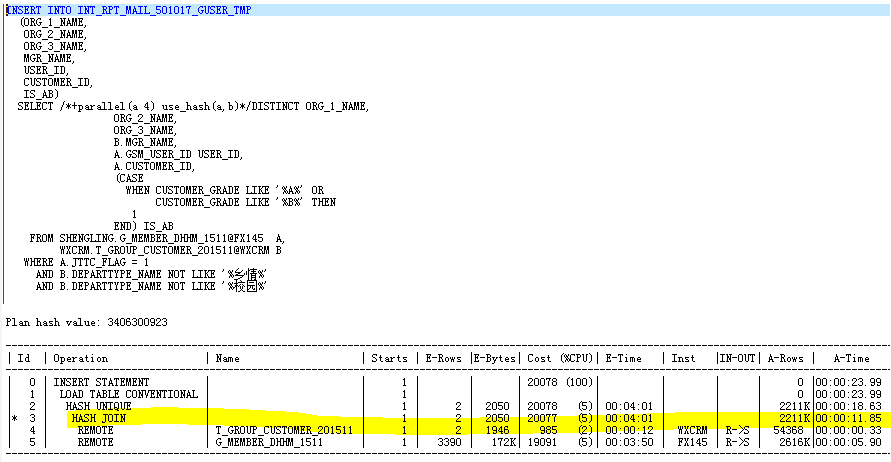 INSERT INTO INT_RPT_MAIL_501017_GUSER_TMP
(ORG_1_NAME,
ORG_2_NAME,
ORG_3_NAME,
MGR_NAME,
USER_ID,
CUSTOMER_ID,
IS_AB)
SELECT /*+parallel(a 4) use_hash(a,b)*/DISTINCT ORG_1_NAME,
ORG_2_NAME,
ORG_3_NAME,
B.MGR_NAME,
A.GSM_USER_ID USER_ID,
A.CUSTOMER_ID,
(CASE
WHEN CUSTOMER_GRADE LIKE '%A%' OR
CUSTOMER_GRADE LIKE '%B%' THEN
1
END) IS_AB
FROM SHENGLING.G_MEMBER_DHHM_1511@FX145 A,
WXCRM.T_GROUP_CUSTOMER_201511@WXCRM B
WHERE A.JTTC_FLAG = 1
AND B.DEPARTTYPE_NAME NOT LIKE '%乡情%'
AND B.DEPARTTYPE_NAME NOT LIKE '%校园%'
Plan hash value: 3406300923
| Id | Operation | Name | Starts | E-Rows |E-Bytes| Cost (%CPU)| E-Time | Inst |IN-OUT| A-Rows | A-Time
| 0 | INSERT STATEMENT | | 1 | | | 20078 (100)| | | | 0 |00:00:23.99
| 1 | LOAD TABLE CONVENTIONAL | | 1 | | | | | | | 0 |00:00:23.99
| 2 | HASH UNIQUE | | 1 | 2 | 2050 | 20078 (5)| 00:04:01 | | | 2211K|00:00:18.63
|* 3 | HASH JOIN | | 1 | 2 | 2050 | 20077 (5)| 00:04:01 | | | 2211K|00:00:11.85
| 4 | REMOTE | T_GROUP_CUSTOMER_201511 | 1 | 2 | 1946 | 985 (2)| 00:00:12 | WXCRM | R->S | 54368 |00:00:00.33
| 5 | REMOTE | G_MEMBER_DHHM_1511 | 1 | 3390 | 172K| 19091 (5)| 00:03:50 | FX145 | R->S | 2616K|00:00:05.90